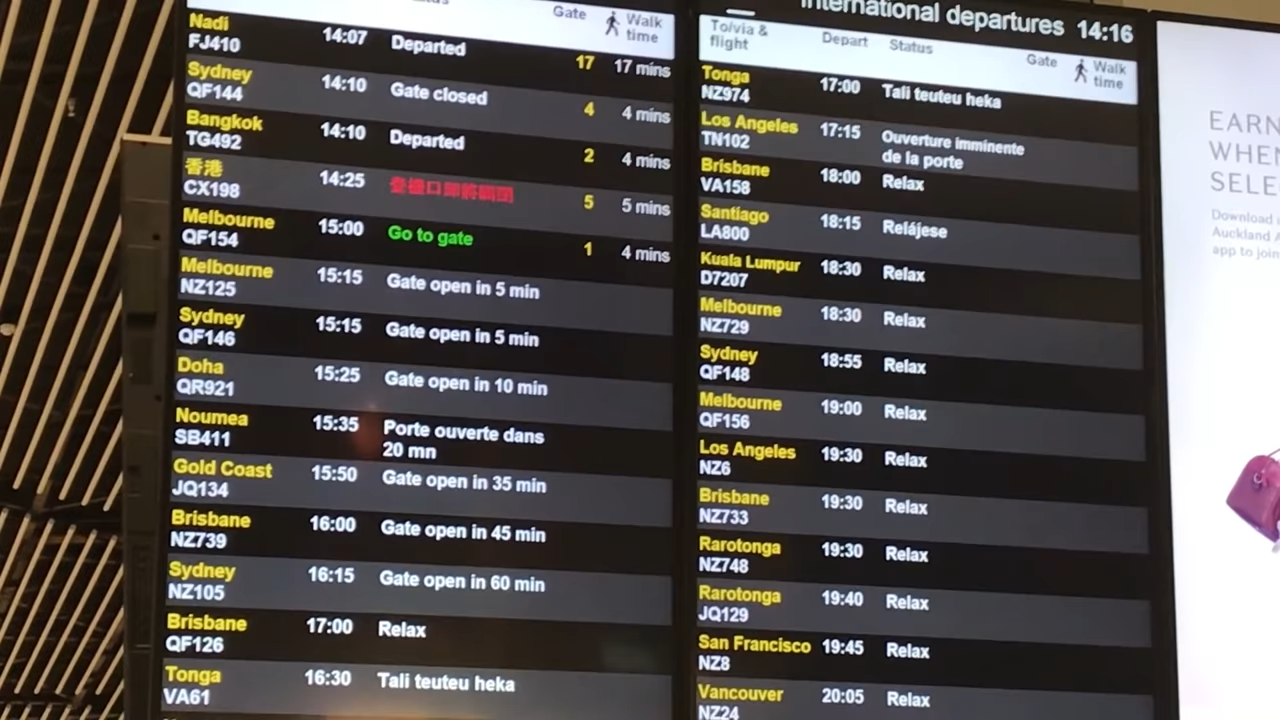 Gate Walk time
Nadi 14:07 Departed 17 17 mins
FJ410
Sydney 14:10 Gate closed 4 4 mins
QF144
Bangkok 14:10 Departed 2 4 mins
TG492
香港 14:25 登機口即將關閉 5 5 mins
CX198
Melbourne 15:00 Go to gate 1 4 mins
QF154
Melbourne 15:15 Gate open in 5 min
NZ125
Sydney 15:15 Gate open in 5 min
QF146
Doha 15:25 Gate open in 10 min
QR921
Noumea 15:35 Porte ouverte dans
SB411 20 mn
Gold Coast 15:50 Gate open in 35 min
JQ134
Brisbane 16:00 Gate open in 45 min
NZ739
Sydney 16:15 Gate open in 60 min
NZ105
Brisbane 17:00 Relax
QF126
Tonga 16:30 Tali teuteu heka
VA61
International departures 14:16
To/via & Depart Status Gate Walk
flight time
Tonga 17:00 Tali teuteu heka
NZ974
Los Angeles 17:15 Ouverture imminente
TN102 de la porte
Brisbane 18:00 Relax
VA158
Santiago 18:15 Relájese
LA800
Kuala Lumpur 18:30 Relax
D7207
Melbourne 18:30 Relax
NZ729
Sydney 18:55 Relax
QF148
Melbourne 19:00 Relax
QF156
Los Angeles 19:30 Relax
NZ6
Brisbane 19:30 Relax
NZ733
Rarotonga 19:30 Relax
NZ748
Rarotonga 19:40 Relax
JQ129
San Francisco 19:45 Relax
NZ8
Vancouver 20:05 Relax
NZ24
EARN
WHEN
SELE
Download
Auckland A
app to join